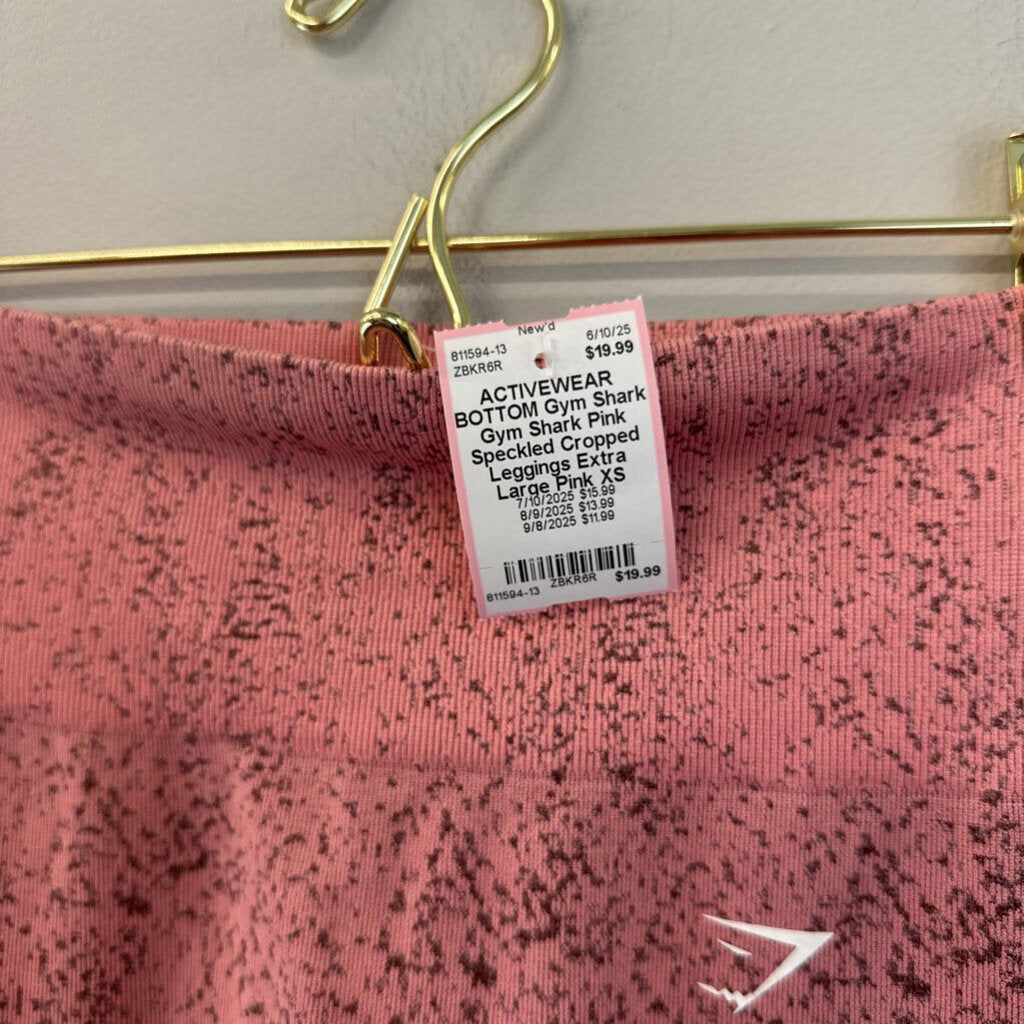 New'd
811594-13 6/10/25
ZBKR6R $19.99
ACTIVEWEAR
BOTTOM Gym Shark
Gym Shark Pink
Speckled Cropped
Leggings Extra
Large Pink XS
7/10/2025 $15.99
8/9/2025 $13.99
9/8/2025 $11.99
811594-13 ZBKR6R $19.99